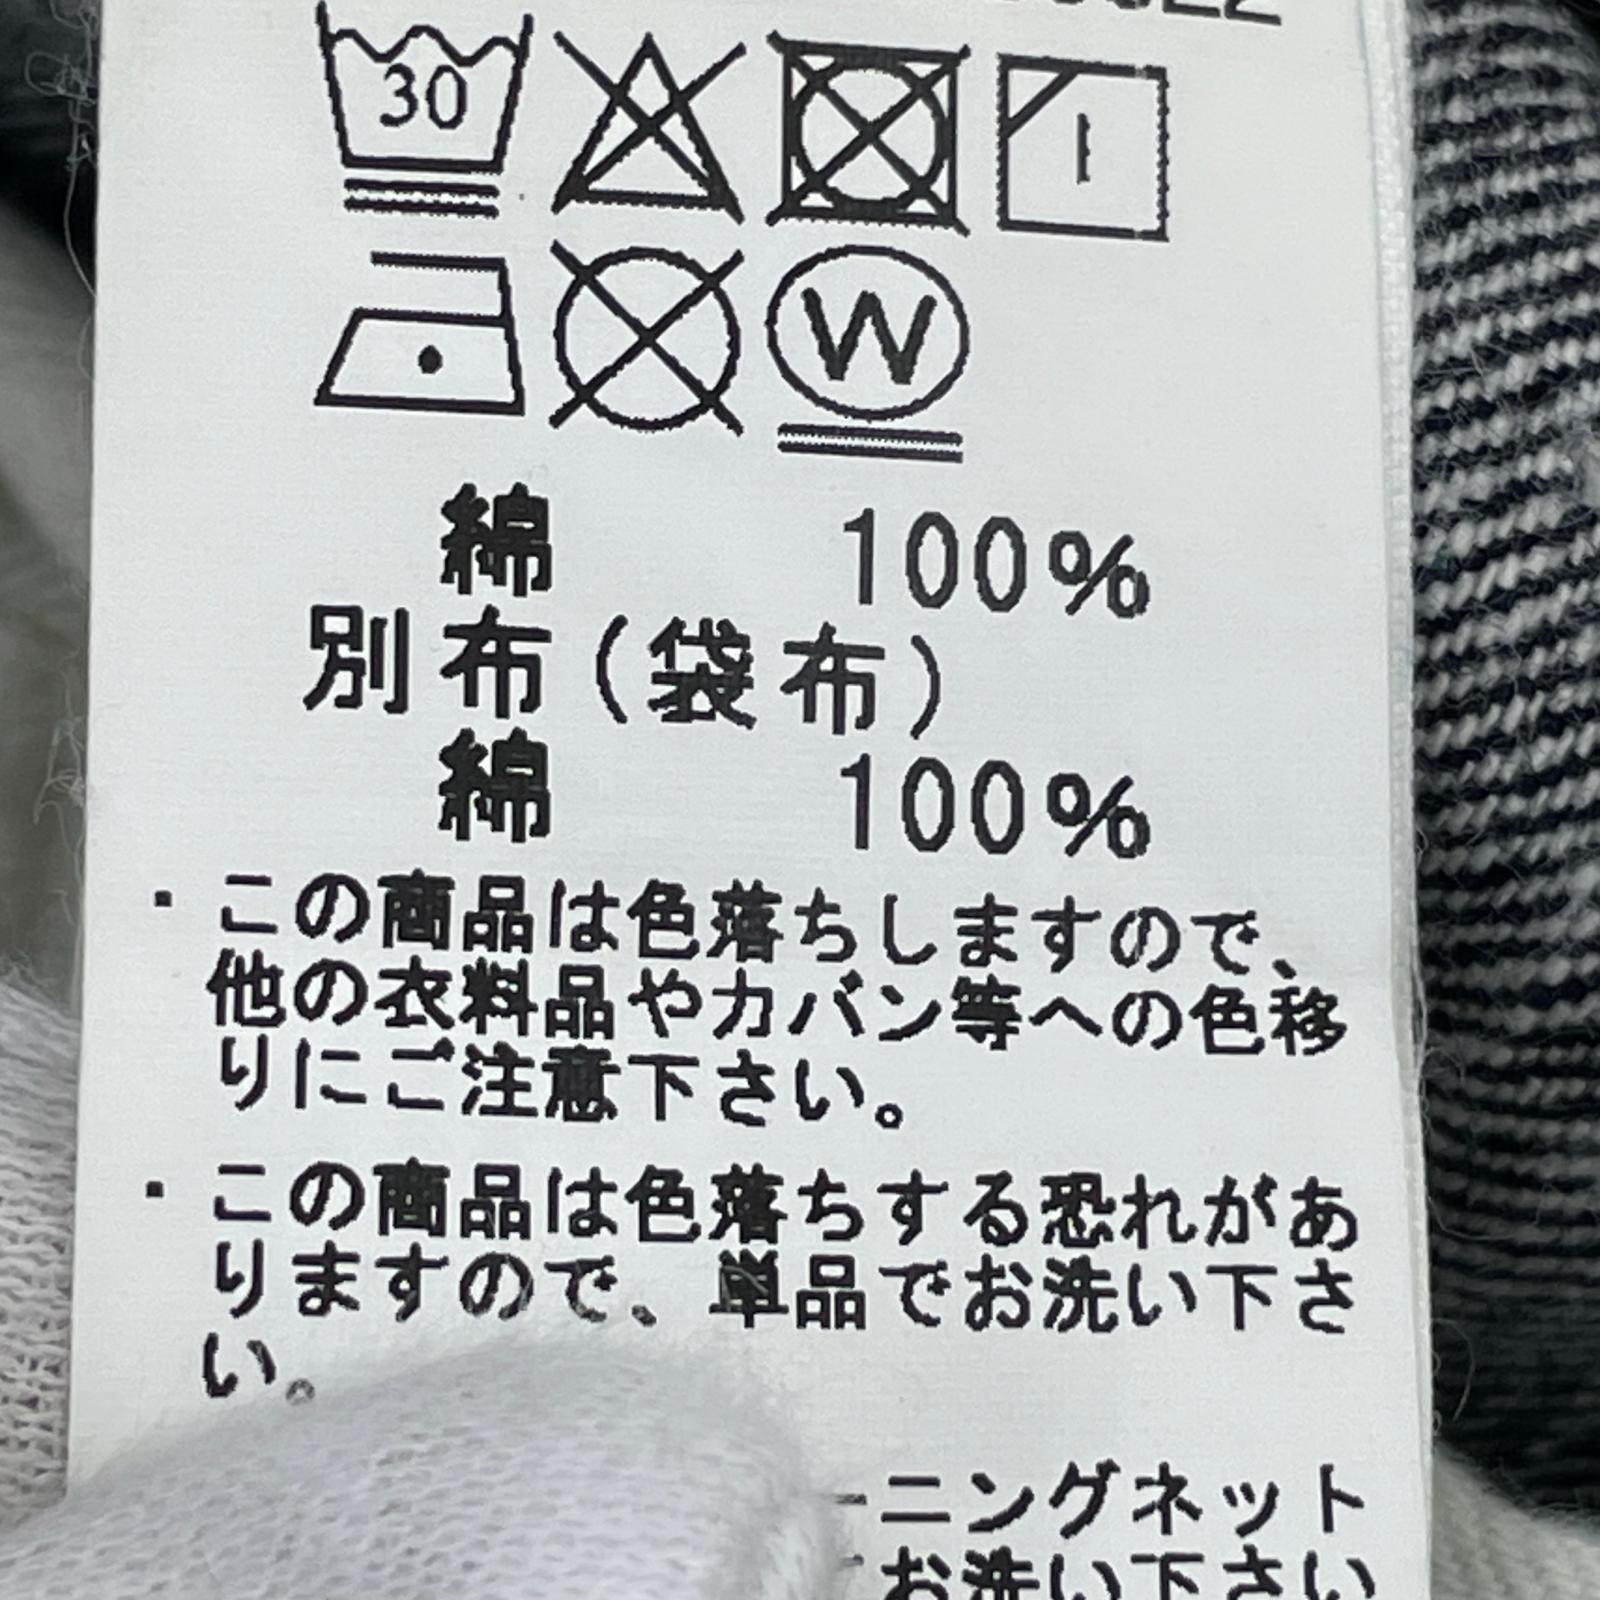 30
W
綿 100%
別布(袋布)
綿 100%
・この商品は色落ちしますので、
他の衣料品やカバン等への色移
りにご注意下さい。
・この商品は色落ちする恐れがあ
りますので、単品でお洗い下さ
い。
ーニングネット
お洗い下さい